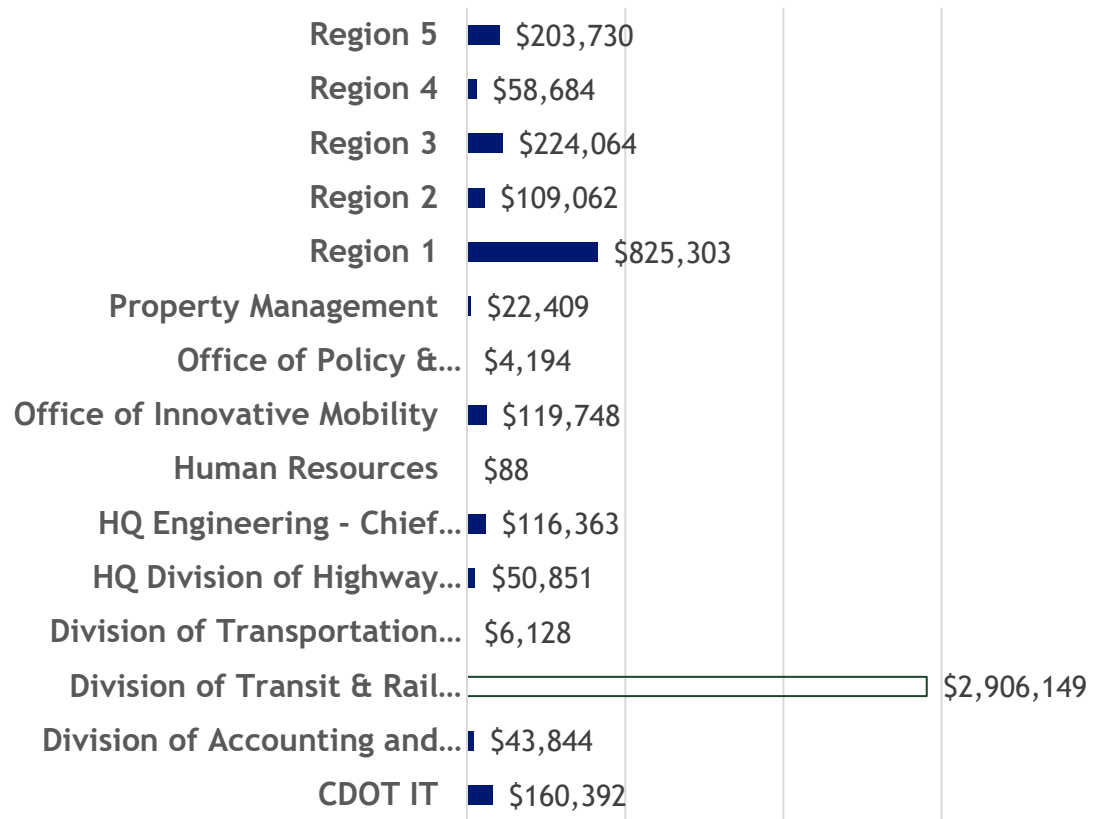 Region 5 $203,730
Region 4 $58,684
Region 3 $224,064
Region 2 $109,062
Region 1 $825,303
Property Management $22,409
Office of Policy &... $4,194
Office of Innovative Mobility $119,748
Human Resources $88
HQ Engineering - Chief... $116,363
HQ Division of Highway... $50,851
Division of Transportation... $6,128
Division of Transit & Rail... $2,906,149
Division of Accounting and... $43,844
CDOT IT $160,392